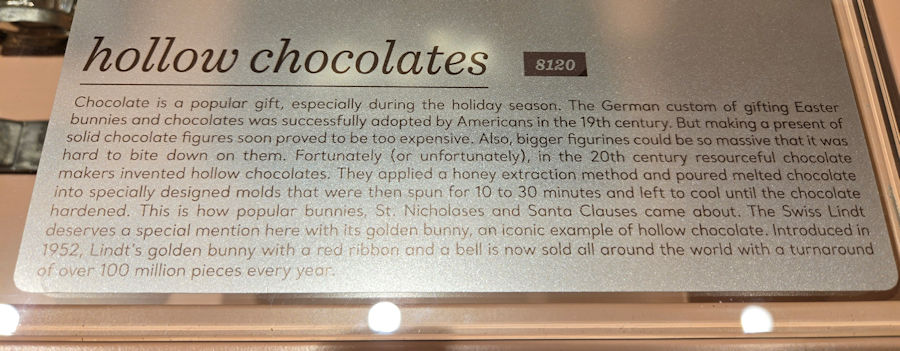 hollow chocolates 8120
Chocolate is a popular gift, especially during the holiday season. The German custom of gifting Easter
bunnies and chocolates was successfully adopted by Americans in the 19th century. But making a present of
solid chocolate figures soon proved to be too expensive. Also, bigger figurines could be so massive that it was
hard to bite down on them. Fortunately (or unfortunately), in the 20th century resourceful chocolate
makers invented hollow chocolates. They applied a honey extraction method and poured melted chocolate
into specially designed molds that were then spun for 10 to 30 minutes and left to cool until the chocolate
hardened. This is how popular bunnies, St. Nicholases and Santa Clauses came about. The Swiss Lindt
deserves a special mention here with its golden bunny, an iconic example of hollow chocolate. Introduced in
1952, Lindt's golden bunny with a red ribbon and a bell is now sold all around the world with a turnaround
of over 100 million pieces every year.